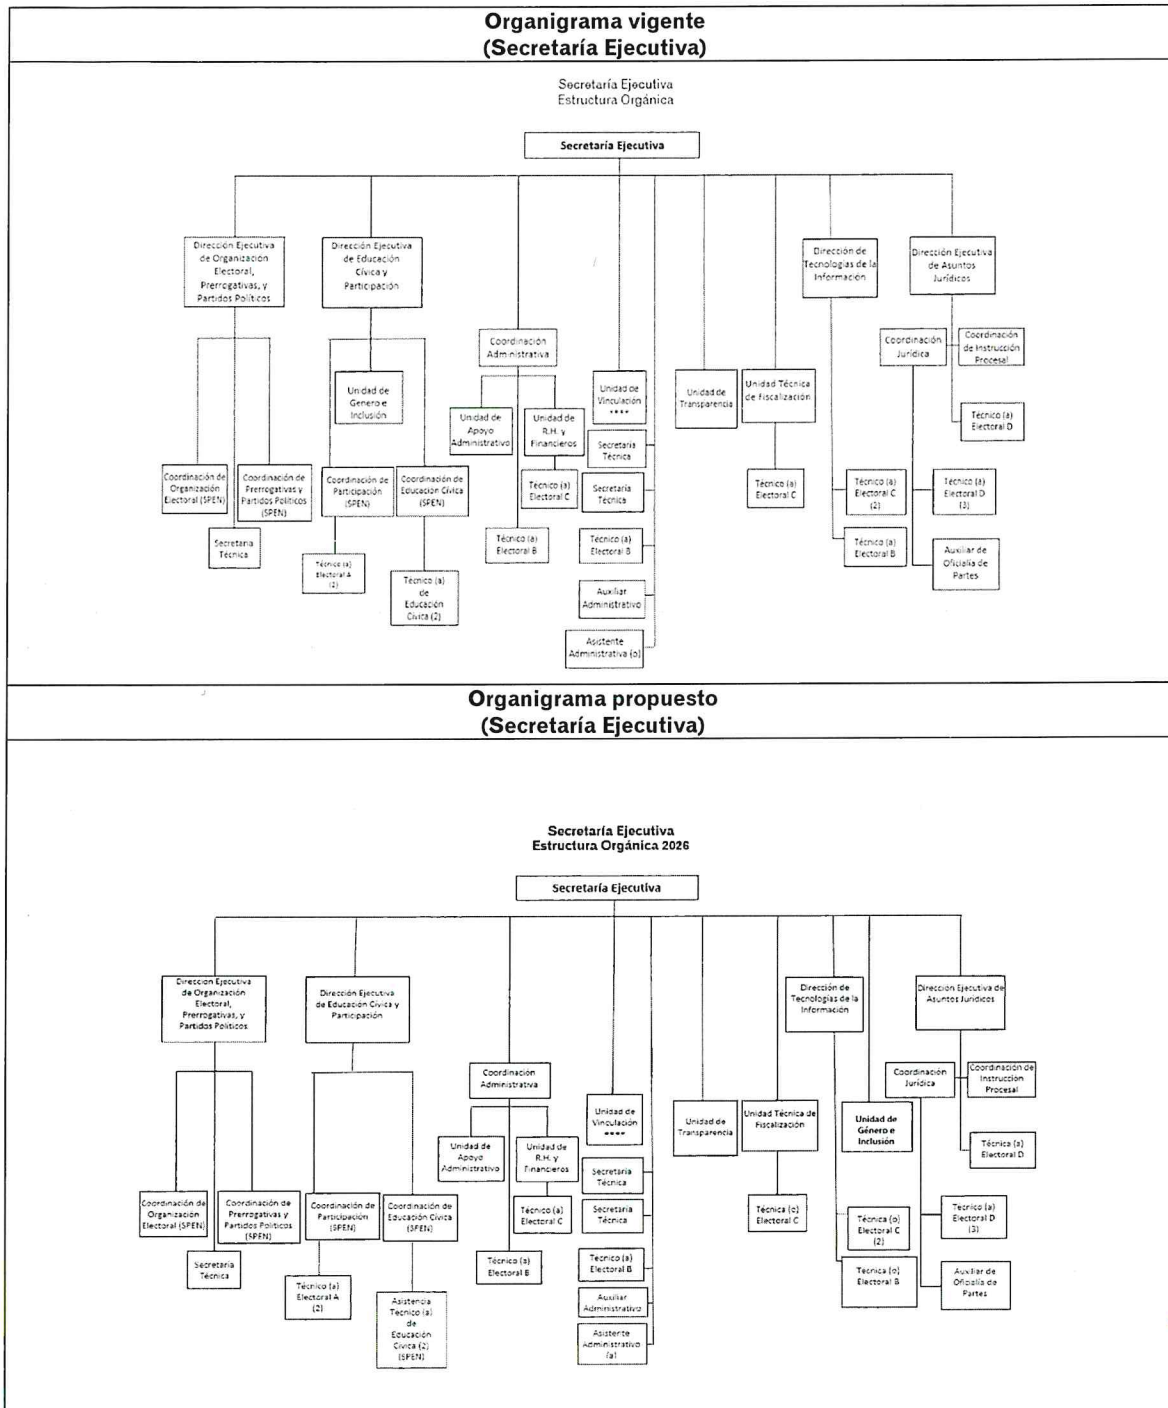 Organigrama vigente
(Secretaría Ejecutiva)
Secretaría Ejecutiva
Estructura Orgánica
Secretaría Ejecutiva
Dirección Ejecutiva
de Organización
Electoral,
Prerrogativas, y
Partidos Políticos
Dirección Ejecutiva
de Educación
Cívica y
Participación
Dirección de
Tecnologías de la
Información
Dirección Ejecutiva
de Asuntos
Jurídicos
Coordinación
Administrativa
Coordinación
Jurídica
Coordinación
de Instrucción
Procesal
Unidad de
Genero e
Inclusión
Unidad de
Apoyo
Administrativo
Unidad de
R.H. y
Financieros
Unidad de
Vinculación
****
Unidad de
Transparencia
Unidad Técnica
de Fiscalización
Técnico (a)
Electoral D
Secretaria
Técnica
Coordinación de
Organización
Electoral (SPEN)
Coordinación de
Prerrogativas y
Partidos Políticos
(SPEN)
Coordinación de
Participación
(SPEN)
Coordinación de
Educación Cívica
(SPEN)
Técnico (a)
Electoral C
Secretaria
Técnica
Técnico (a)
Electoral C
Técnico (a)
Electoral C
(2)
Técnico (a)
Electoral D
(3)
Secretaria
Técnica
Técnico (a)
Electoral A
(2)
Técnico (a)
de
Educación
Cívica (2)
Técnico (a)
Electoral B
Técnico (a)
Electoral B
Técnico (a)
Electoral B
Auxiliar de
Oficialía de
Partes
Auxiliar
Administrativo
Asistente
Administrativa (o)
Organigrama propuesto
(Secretaría Ejecutiva)
Secretaría Ejecutiva
Estructura Orgánica 2026
Secretaría Ejecutiva
Dirección Ejecutiva
de Organización
Electoral,
Prerrogativas, y
Partidos Políticos
Dirección Ejecutiva
de Educación Cívica y
Participación
Dirección de
Tecnologías de la
Información
Dirección Ejecutiva de
Asuntos Jurídicos
Coordinación
Administrativa
Coordinación
Jurídica
Coordinación de
Instrucción
Procesal
Unidad de
Vinculación
****
Unidad de
Transparencia
Unidad Técnica de
Fiscalización
Unidad de
Género e
Inclusión
Unidad de
Apoyo
Administrativo
Unidad de
R.H. y
Financieros
Técnica (a)
Electoral D
Secretaria
Técnica
Coordinación de
Organización
Electoral (SPEN)
Coordinación de
Prerrogativas y
Partidos Políticos
(SPEN)
Coordinación de
Participación
(SPEN)
Coordinación de
Educación Cívica
(SPEN)
Técnico (a)
Electoral C
Secretaria
Técnica
Técnica (o)
Electoral C
Técnica (o)
Electoral C
(2)
Técnico (a)
Electoral D
(3)
Secretaria
Técnica
Técnico (a)
Electoral A
(2)
Asistencia
Técnico (a)
de
Educación
Cívica (2)
(SPEN)
Técnico (a)
Electoral B
Técnico (a)
Electoral B
Técnica (o)
Electoral B
Auxiliar de
Oficialía de
Partes
Auxiliar
Administrativo
Asistente
Administrativo
(a)